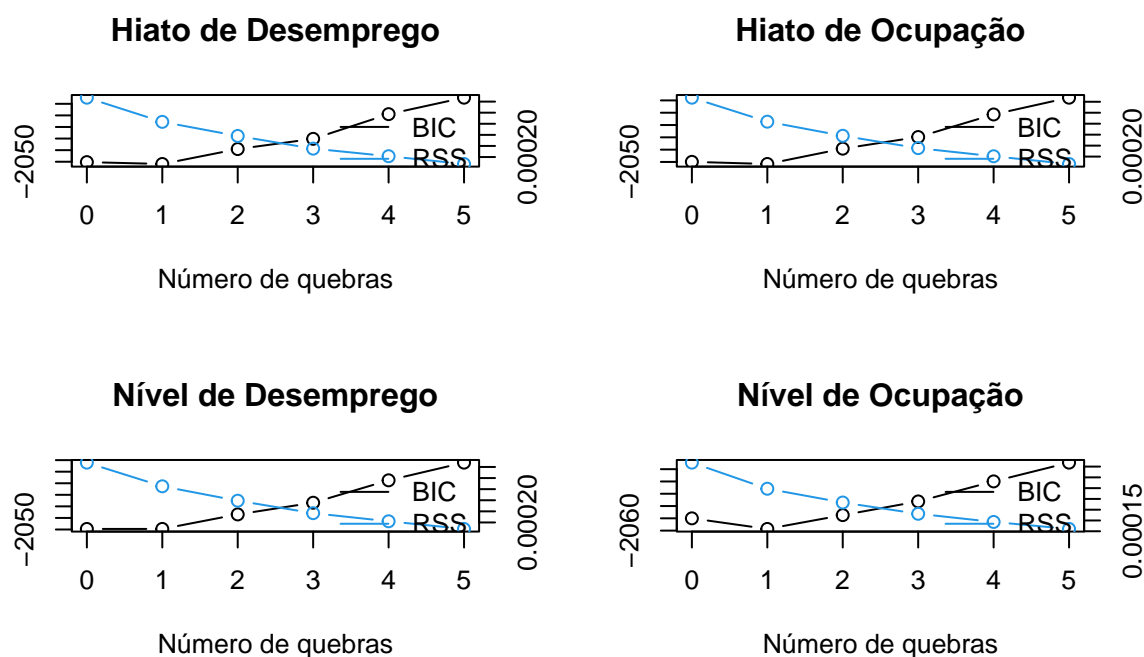 Hiato de Desemprego
−2050
BIC
RSS
0.00020
0 1 2 3 4 5
Número de quebras
Hiato de Ocupação
−2050
BIC
RSS
0.00020
0 1 2 3 4 5
Número de quebras
Nível de Desemprego
−2050
BIC
RSS
0.00020
0 1 2 3 4 5
Número de quebras
Nível de Ocupação
−2060
BIC
RSS
0.00015
0 1 2 3 4 5
Número de quebras